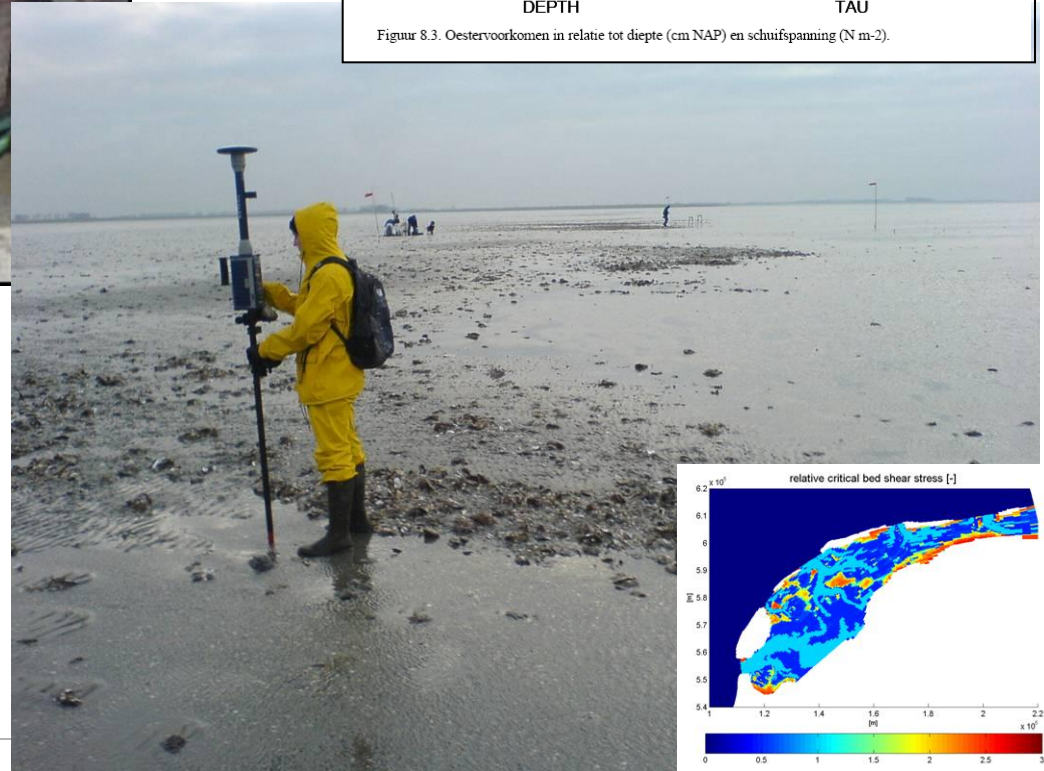 DEPTH TAU
Figuur 8.3. Oestervoorkomen in relatie tot diepte (cm NAP) en schuifspanning (N m-2).
relative critical bed shear stress [-]
x 10⁵
6.2
6.1
6
5.9
5.8
5.7
5.6
5.5
5.4
[m]
1 1.2 1.4 1.6 1.8 2 2.2
[m]
x 10⁵
0 0.5 1 1.5 2 2.5 3